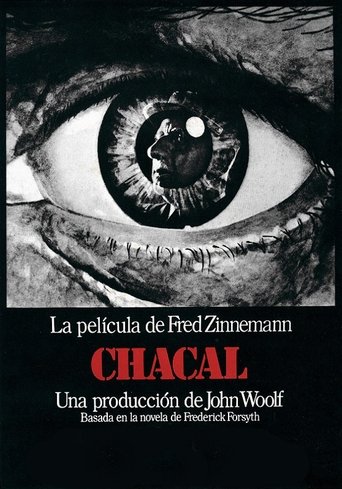 La película de Fred Zinnemann
CHACAL
Una producción de John Woolf
Basada en la novela de Frederick Forsyth